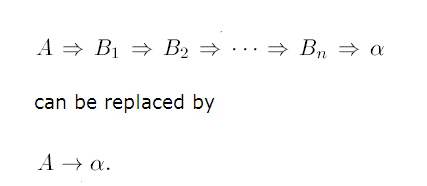 A ⇒ B₁ ⇒ B₂ ⇒ ⋯ ⇒ Bₙ ⇒ α
can be replaced by
A → α.